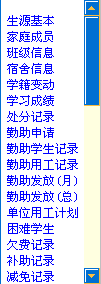 生源基本
家庭成员
班级信息
宿舍信息
学籍变动
学习成绩
处分记录
勤助申请
勤助学生记录
勤助用工记录
勤助发放(月)
勤助发放(总)
单位用工计划
困难学生
欠费记录
补助记录
减免记录